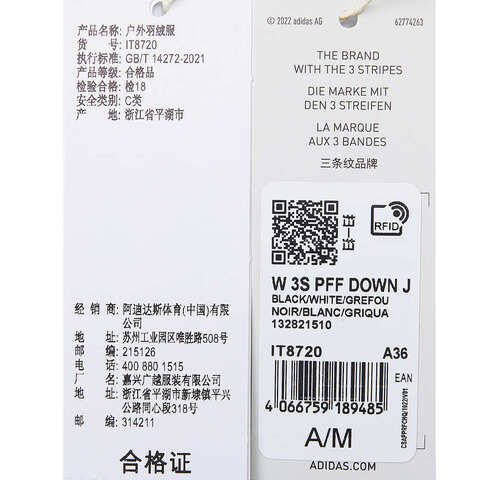 产品名称: 户外羽绒服
货 号: IT8720
执行标准: GB/T 14272-2021
产品等级: 合格品
检验合格: 检18
安全类别: C类
产 地: 浙江省平湖市
经 销 商: 阿迪达斯体育(中国)有限公司
地 址: 苏州工业园区唯胜路508号
邮 编: 215126
电 话: 400 880 1515
厂 名: 嘉兴广越服装有限公司
地 址: 浙江省平湖市新埭镇平兴公路同心段318号
邮 编: 314211
合格证
© 2022 adidas AG 62774263
THE BRAND
WITH THE 3 STRIPES
DIE MARKE MIT
DEN 3 STREIFEN
LA MARQUE
AUX 3 BANDES
三条纹品牌
RFID
W 3S PFF DOWN J
BLACK/WHITE/GREFOU
NOIR/BLANC/GRIQUA
132821510
IT8720 A36
EAN
4 066759 189485
A/M
ADIDAS.COM